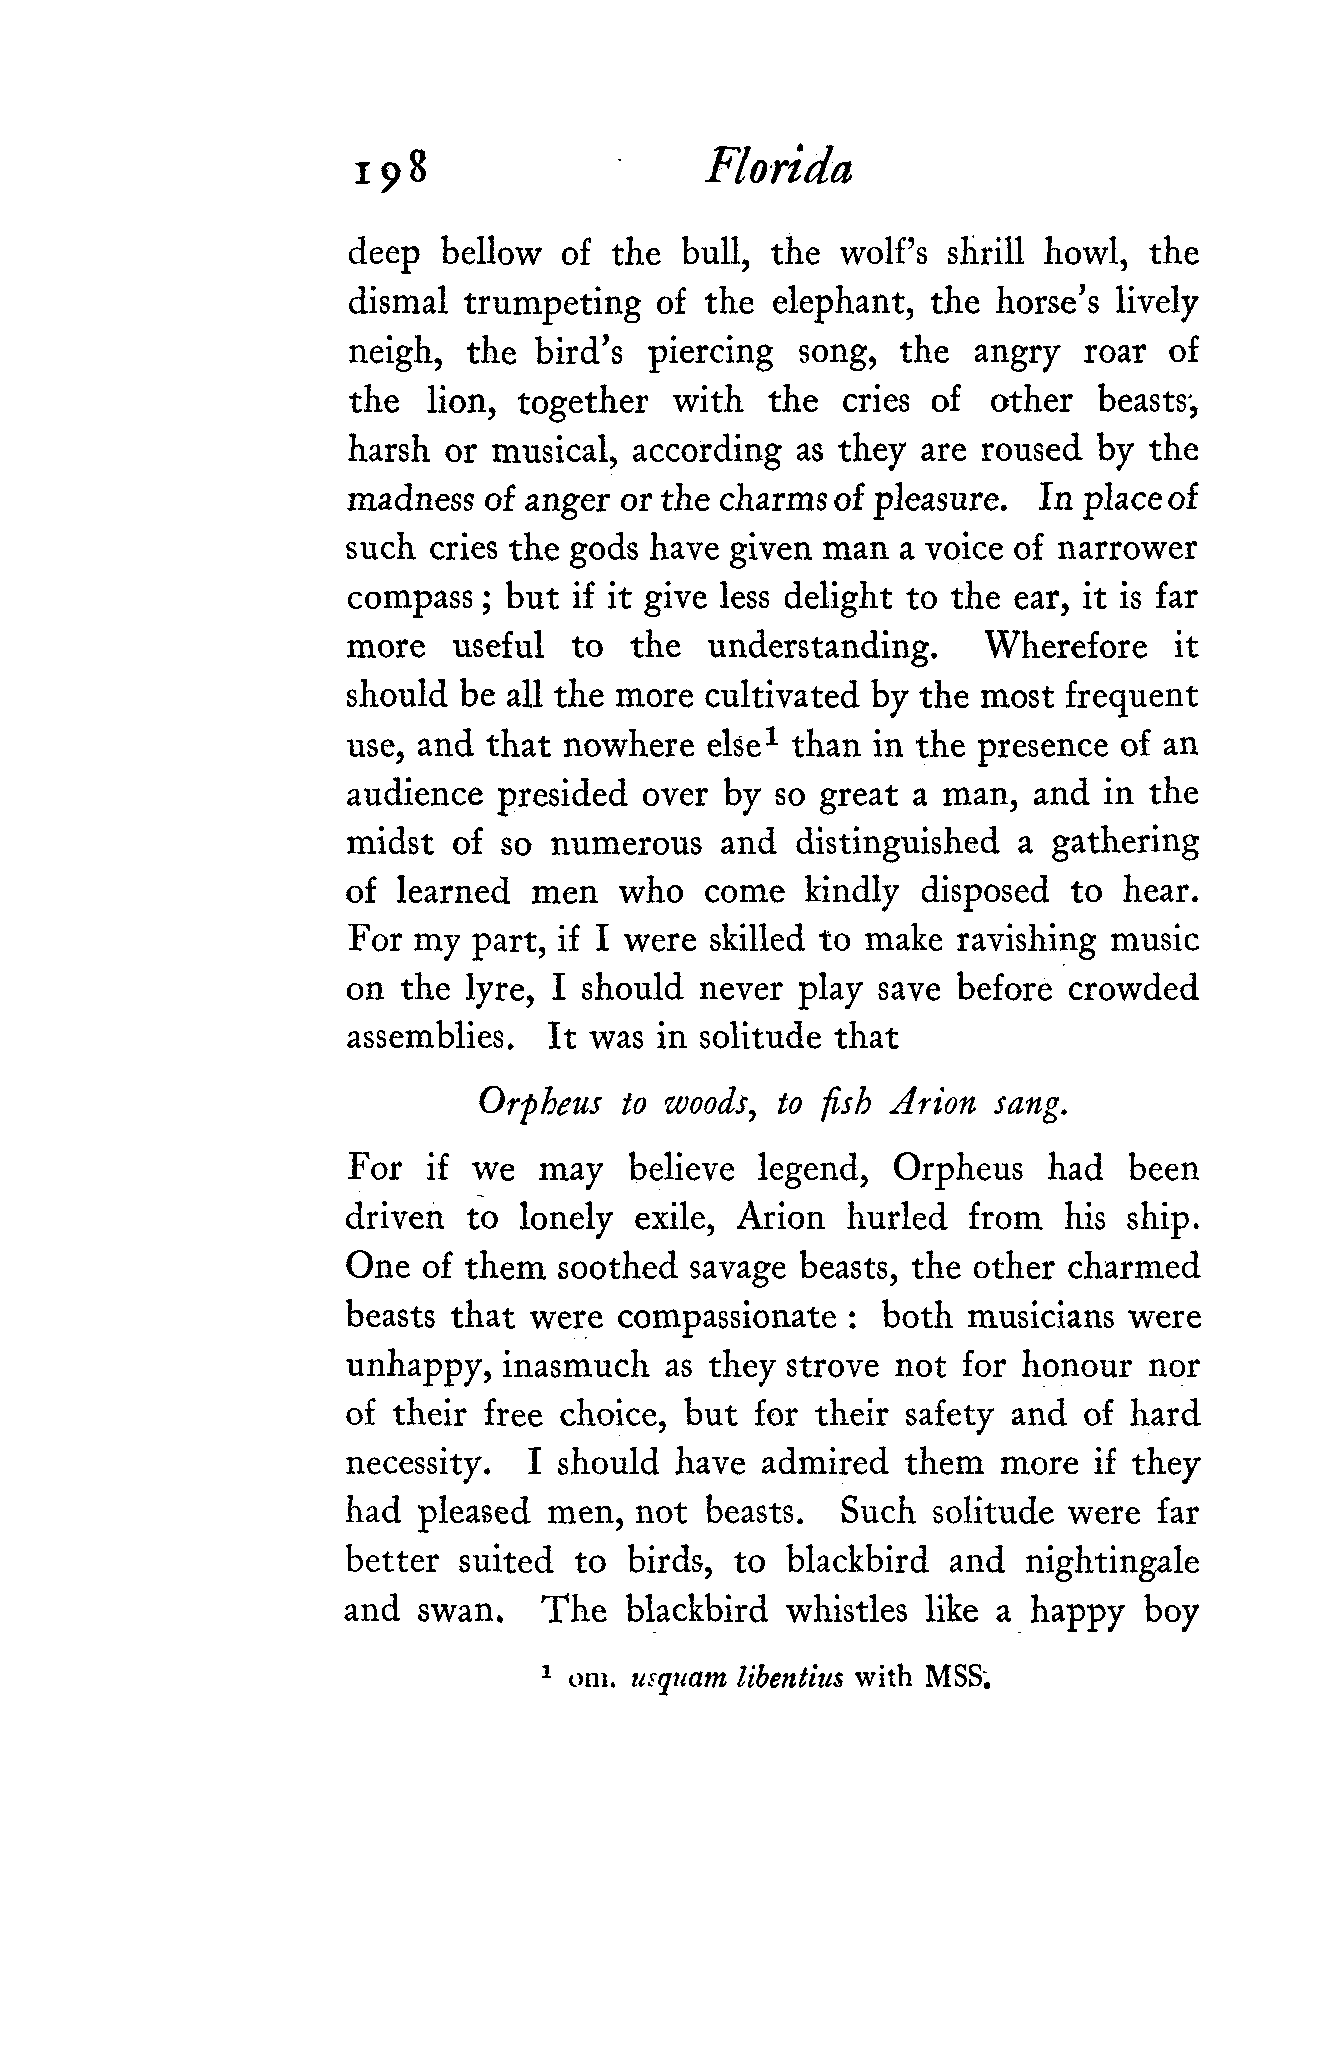 198 Florida
deep bellow of the bull, the wolf's shrill howl, the
dismal trumpeting of the elephant, the horse's lively
neigh, the bird's piercing song, the angry roar of
the lion, together with the cries of other beasts,
harsh or musical, according as they are roused by the
madness of anger or the charms of pleasure. In place of
such cries the gods have given man a voice of narrower
compass; but if it give less delight to the ear, it is far
more useful to the understanding. Wherefore it
should be all the more cultivated by the most frequent
use, and that nowhere else¹ than in the presence of an
audience presided over by so great a man, and in the
midst of so numerous and distinguished a gathering
of learned men who come kindly disposed to hear.
For my part, if I were skilled to make ravishing music
on the lyre, I should never play save before crowded
assemblies. It was in solitude that
Orpheus to woods, to fish Arion sang.
For if we may believe legend, Orpheus had been
driven to lonely exile, Arion hurled from his ship.
One of them soothed savage beasts, the other charmed
beasts that were compassionate: both musicians were
unhappy, inasmuch as they strove not for honour nor
of their free choice, but for their safety and of hard
necessity. I should have admired them more if they
had pleased men, not beasts. Such solitude were far
better suited to birds, to blackbird and nightingale
and swan. The blackbird whistles like a happy boy
¹ om. usquam libentius with MSS.